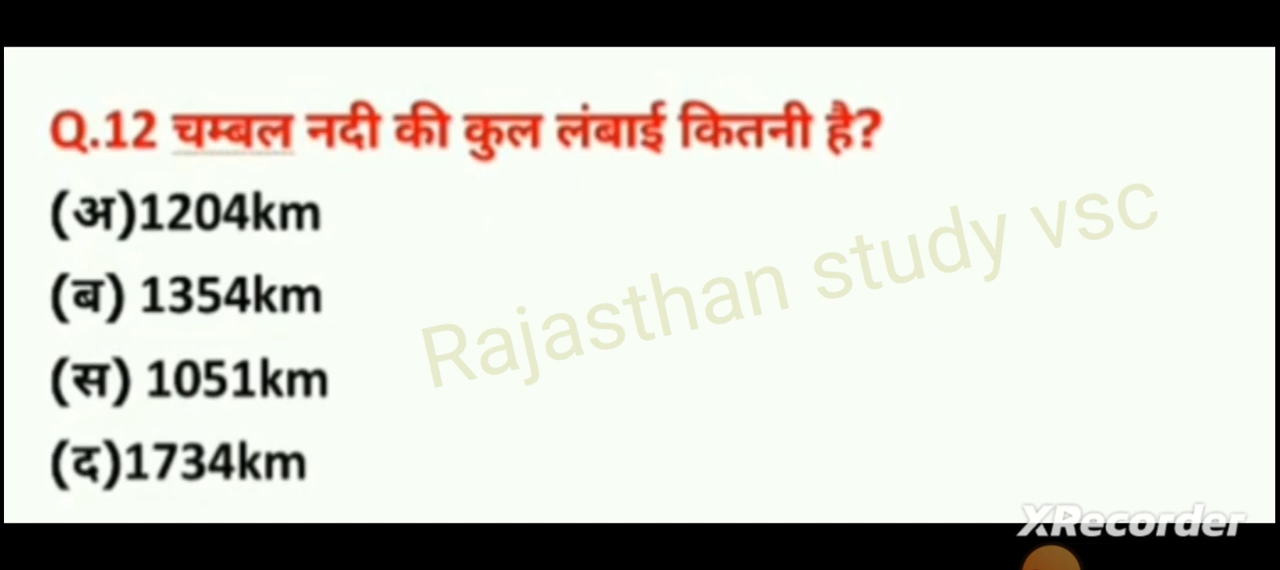 Q.12 चम्बल नदी की कुल लंबाई कितनी है?
(अ)1204km
(ब) 1354km
(स) 1051km
(द)1734km
Rajasthan study vsc
XRecorder